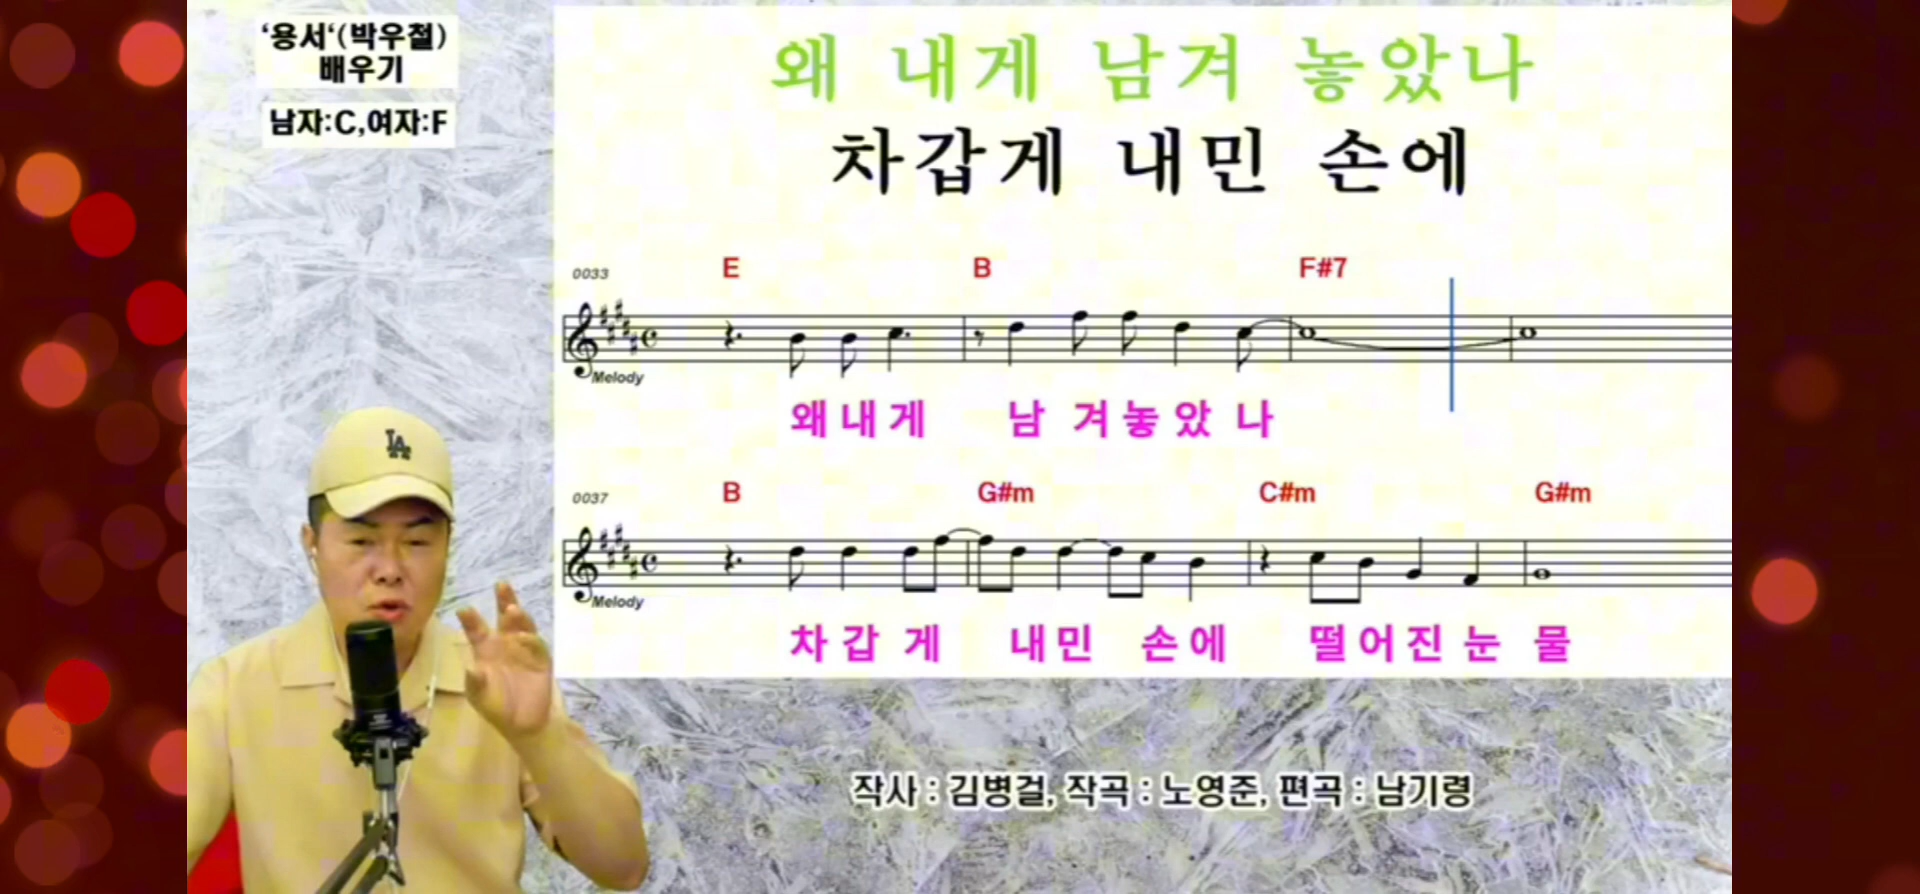 ‘용서‘(박우철)
배우기
남자:C,여자:F
왜 내게 남겨 놓았나
차갑게 내민 손에
0033
E B F#7
Melody
왜 내 게 남 겨 놓 았 나
0037
B G#m C#m G#m
Melody
차 갑 게 내 민 손 에 떨 어 진 눈 물
LA
작사 : 김병걸, 작곡 : 노영준, 편곡 : 남기령